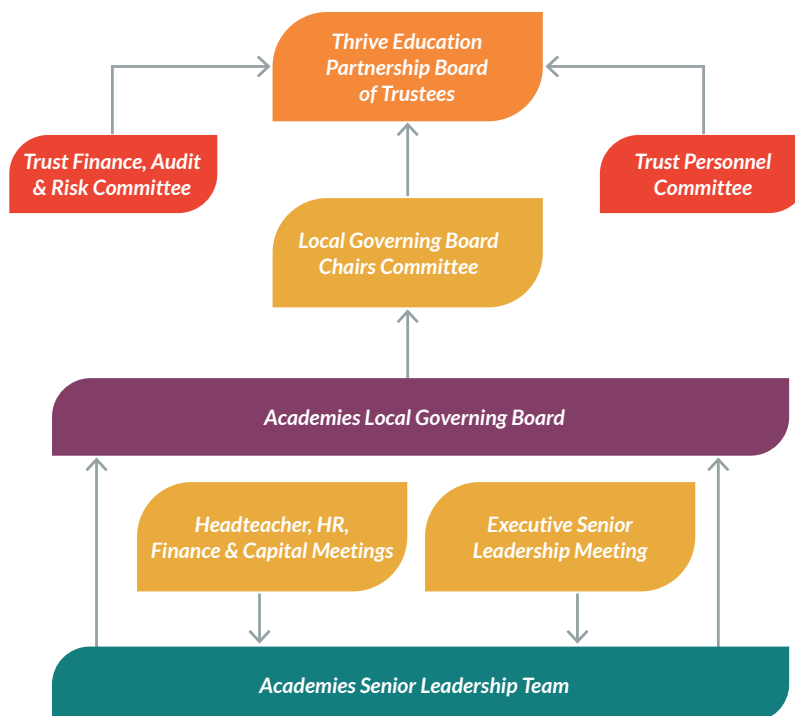 Thrive Education
Partnership Board
of Trustees
Trust Finance, Audit
& Risk Committee
Trust Personnel
Committee
Local Governing Board
Chairs Committee
Academies Local Governing Board
Headteacher, HR,
Finance & Capital Meetings
Executive Senior
Leadership Meeting
Academies Senior Leadership Team